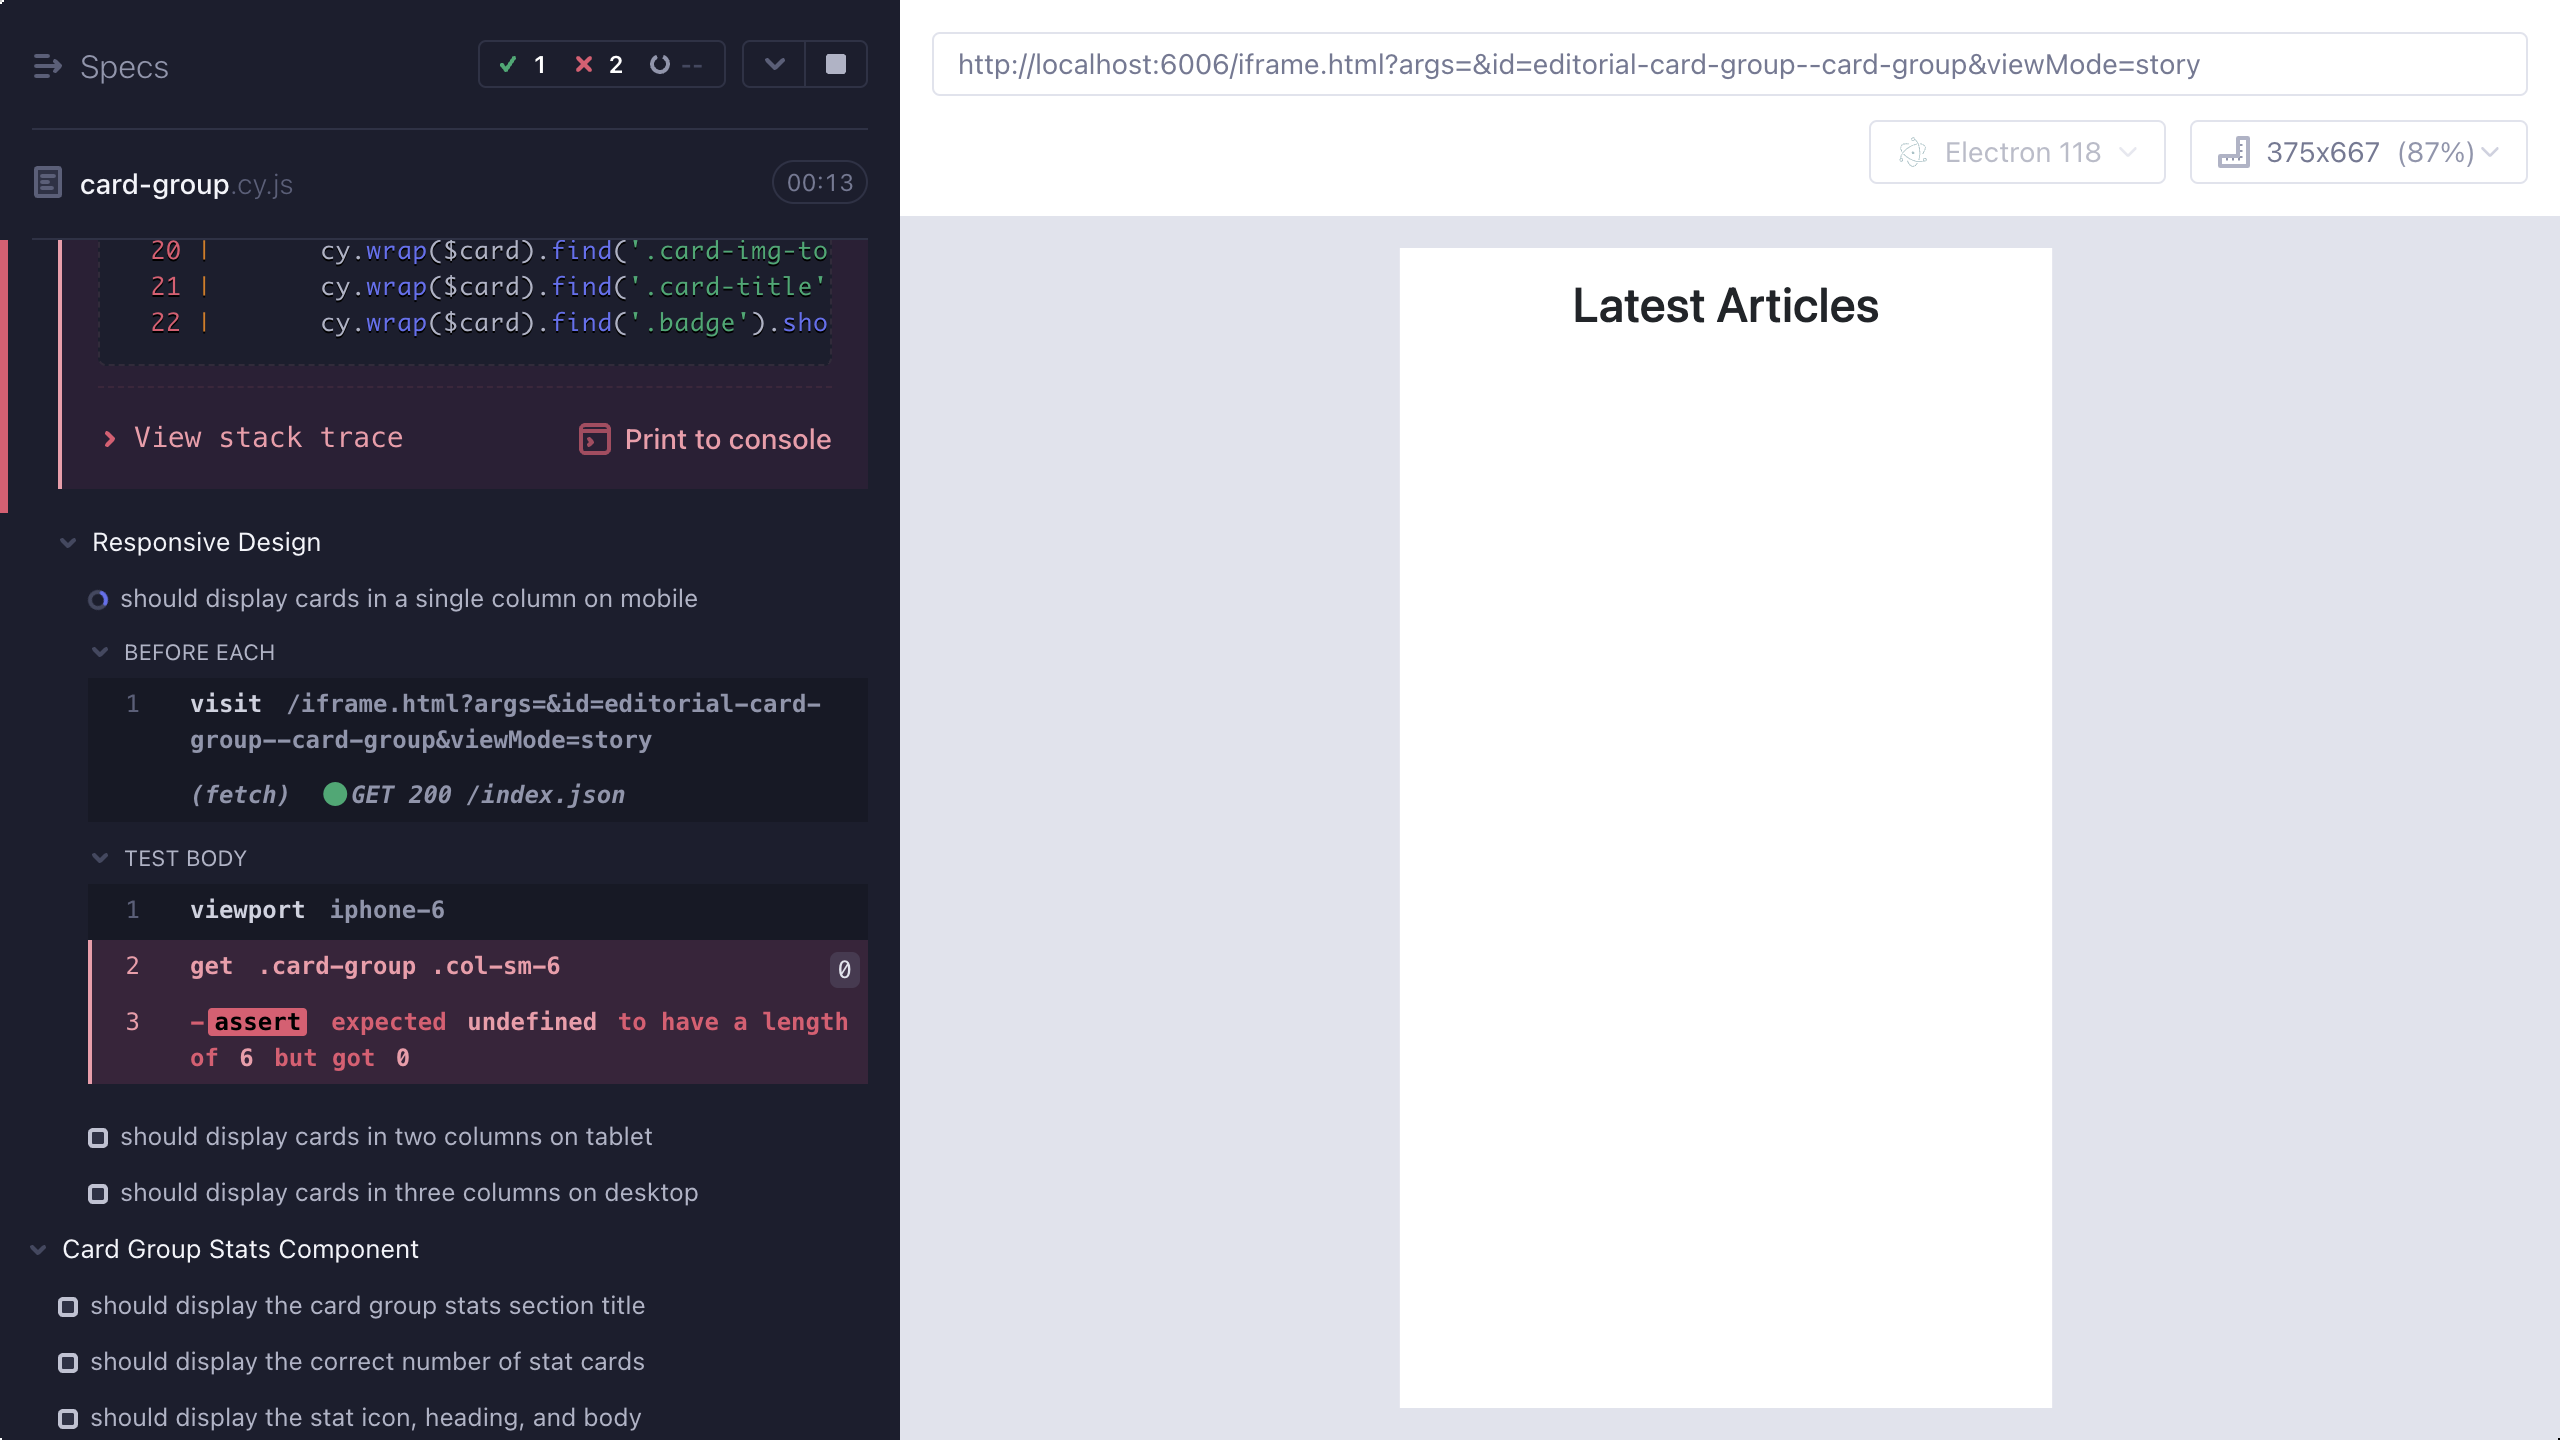 Specs
1 2 --
card-group.cy.js 00:13
20 | cy.wrap($card).find('.card-img-to
21 | cy.wrap($card).find('.card-title'
22 | cy.wrap($card).find('.badge').sho
View stack trace
Print to console
Responsive Design
should display cards in a single column on mobile
BEFORE EACH
1 visit /iframe.html?args=&id=editorial-card-
group--card-group&viewMode=story
(fetch) GET 200 /index.json
TEST BODY
1 viewport iphone-6
2 get .card-group .col-sm-6 0
3 -assert expected undefined to have a length
of 6 but got 0
should display cards in two columns on tablet
should display cards in three columns on desktop
Card Group Stats Component
should display the card group stats section title
should display the correct number of stat cards
should display the stat icon, heading, and body
http://localhost:6006/iframe.html?args=&id=editorial-card-group--card-group&viewMode=story
Electron 118
375x667 (87%)
Latest Articles